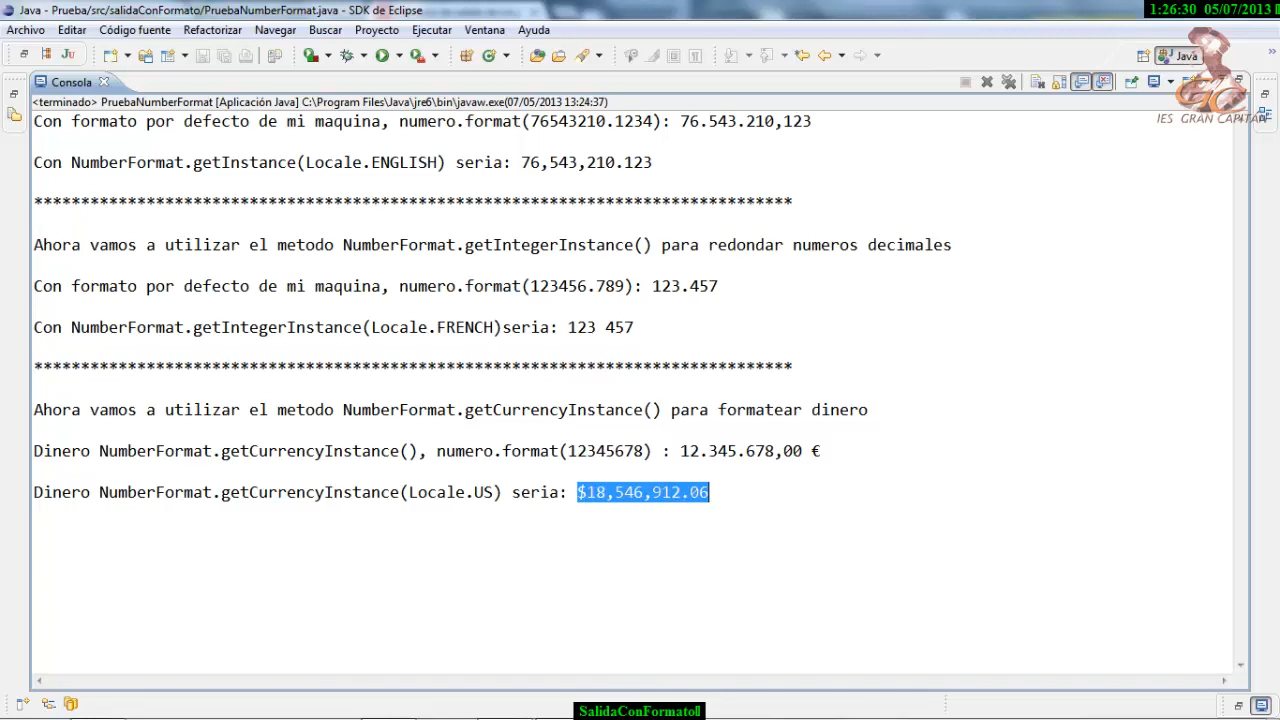 Java - Prueba/src/salidaConFormato/PruebaNumberFormat.java - SDK de Eclipse
1:26:30 05/07/2013
Archivo Editar Código fuente Refactorizar Navegar Buscar Proyecto Ejecutar Ventana Ayuda
Java
Consola
IES GRAN CAPITÁN
<terminado> PruebaNumberFormat [Aplicación Java] C:\Program Files\Java\jre6\bin\javaw.exe(07/05/2013 13:24:37)
Con formato por defecto de mi maquina, numero.format(76543210.1234): 76.543.210,123
Con NumberFormat.getInstance(Locale.ENGLISH) seria: 76,543,210.123
*********************************************************************************
Ahora vamos a utilizar el metodo NumberFormat.getIntegerInstance() para redondar numeros decimales
Con formato por defecto de mi maquina, numero.format(123456.789): 123.457
Con NumberFormat.getIntegerInstance(Locale.FRENCH)seria: 123 457
*********************************************************************************
Ahora vamos a utilizar el metodo NumberFormat.getCurrencyInstance() para formatear dinero
Dinero NumberFormat.getCurrencyInstance(), numero.format(12345678) : 12.345.678,00 €
Dinero NumberFormat.getCurrencyInstance(Locale.US) seria: $18,546,912.06
SalidaConFormato